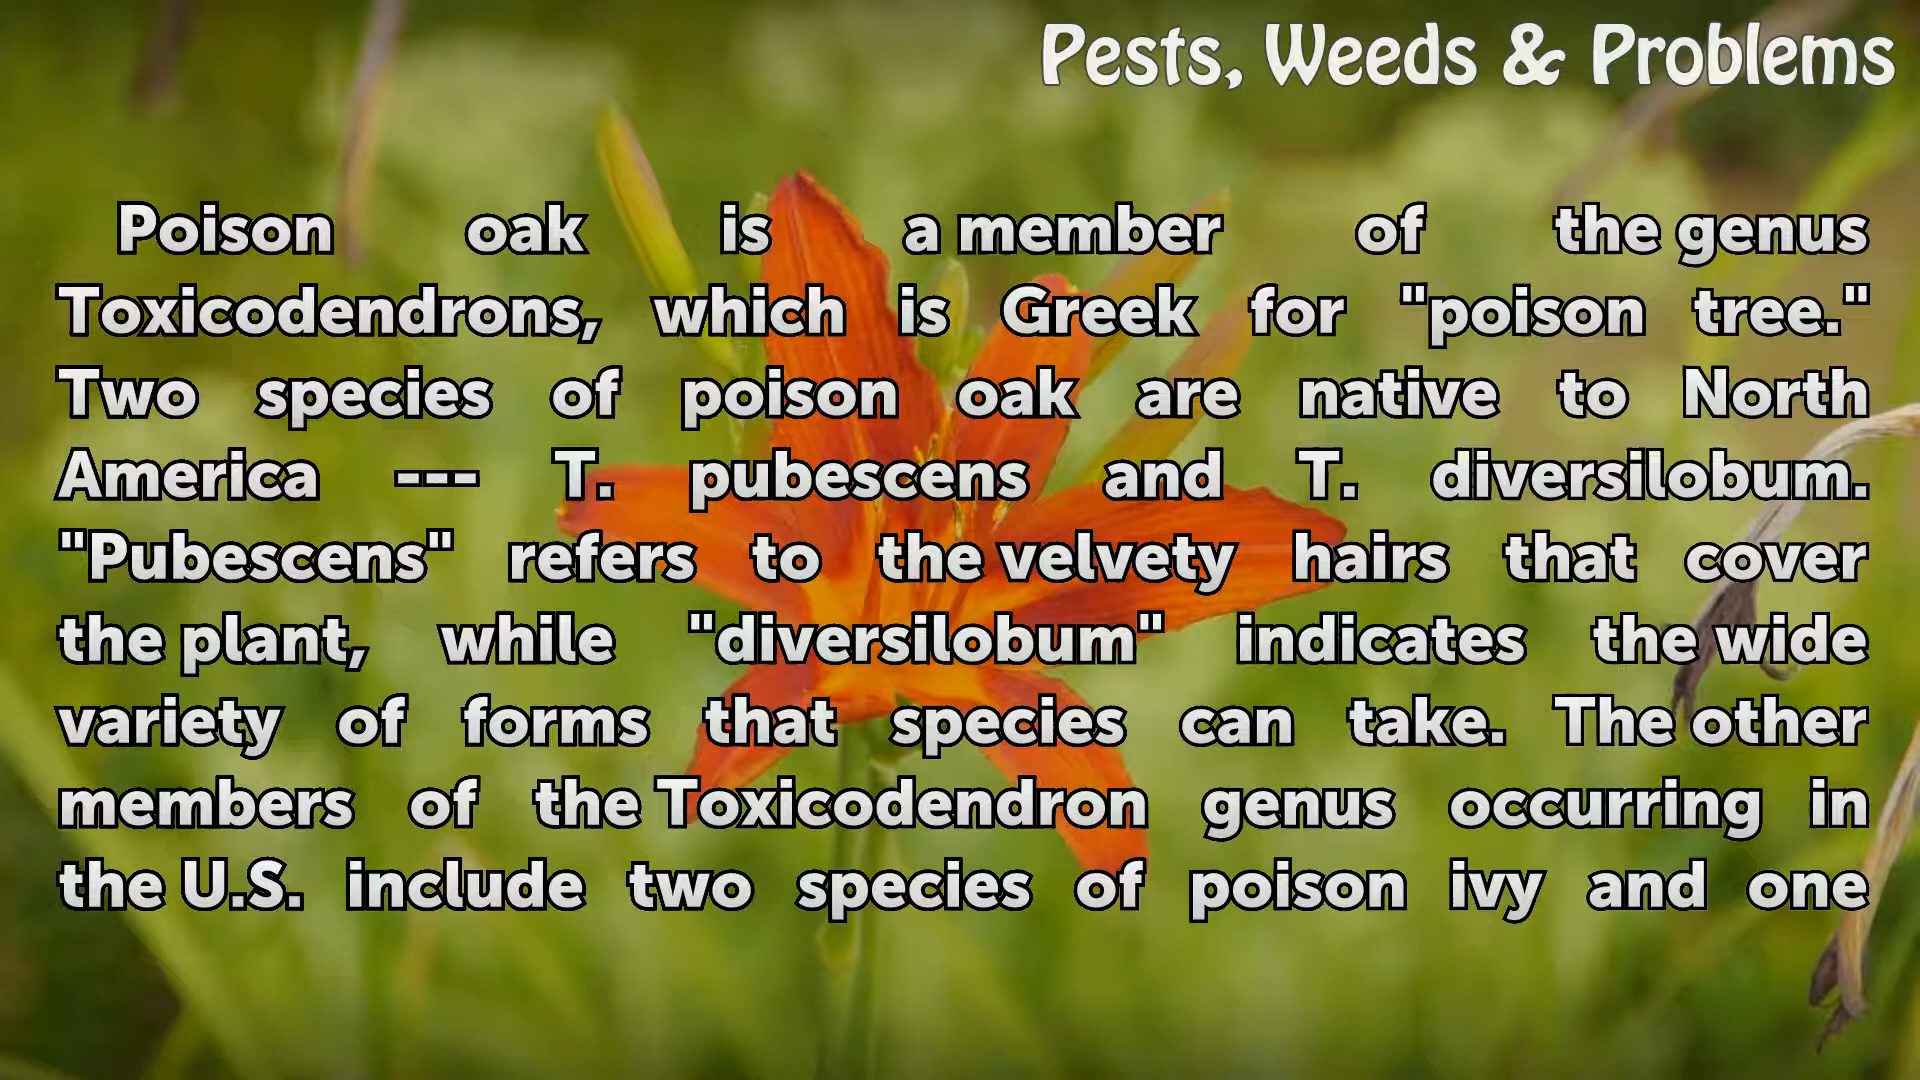 Pests, Weeds & Problems
Poison oak is a member of the genus
Toxicodendrons, which is Greek for "poison tree."
Two species of poison oak are native to North
America --- T. pubescens and T. diversilobum.
"Pubescens" refers to the velvety hairs that cover
the plant, while "diversilobum" indicates the wide
variety of forms that species can take. The other
members of the Toxicodendron genus occurring in
the U.S. include two species of poison ivy and one